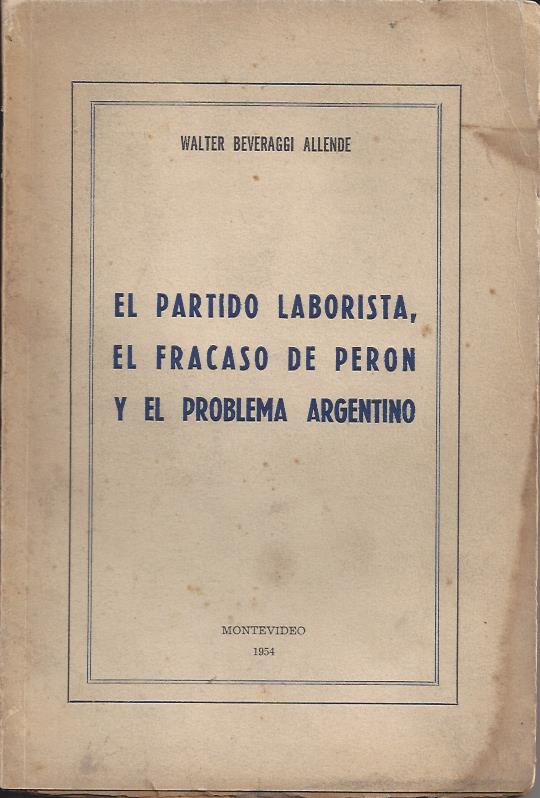 WALTER BEVERAGGI ALLENDE
EL PARTIDO LABORISTA,
EL FRACASO DE PERON
Y EL PROBLEMA ARGENTINO
MONTEVIDEO
1954